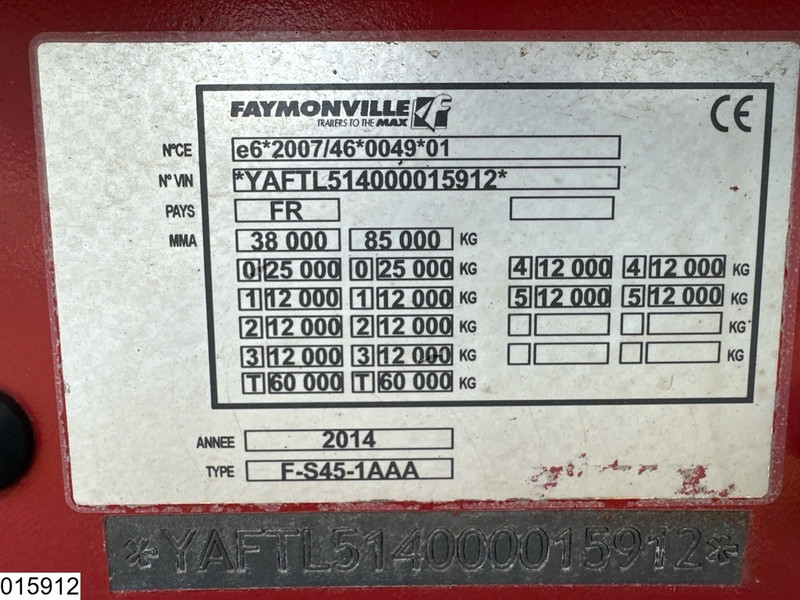 FAYMONVILLE
TRAILERS TO THE MAX
CE
N°CE e6*2007/46*0049*01
N° VIN *YAFTL514000015912*
PAYS FR
MMA 38 000 85 000 KG
0 25 000 0 25 000 KG 4 12 000 4 12 000 KG
1 12 000 1 12 000 KG 5 12 000 5 12 000 KG
2 12 000 2 12 000 KG KG
3 12 000 3 12 000 KG KG
T 60 000 T 60 000 KG
ANNEE 2014
TYPE F-S45-1AAA
*YAFTL514000015912*
015912